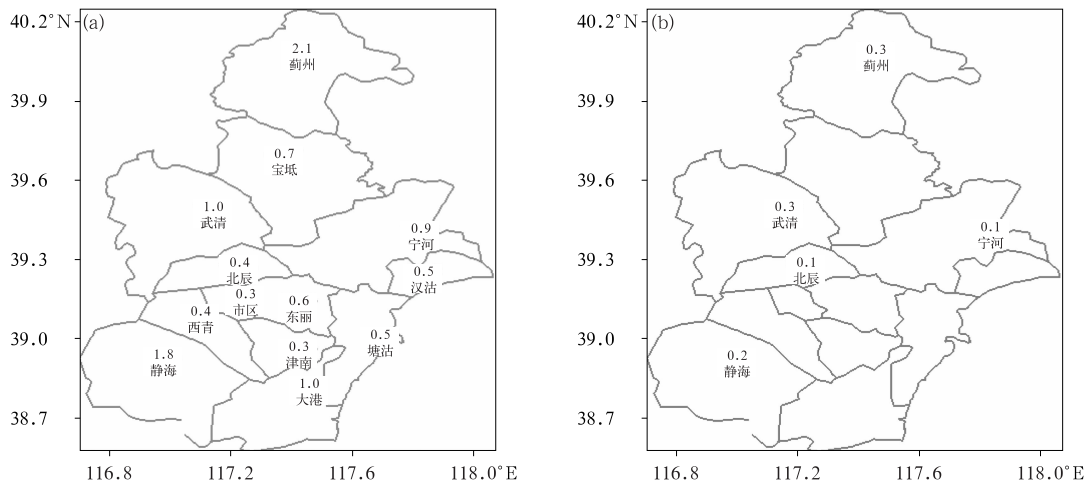 (a)
40.2°N
39.9
39.6
39.3
39.0
38.7
2.1
蓟州
0.7
宝坻
1.0
武清
0.9
宁河
0.4
北辰
0.5
汉沽
0.3
市区
0.6
东丽
0.4
西青
0.5
塘沽
0.3
津南
1.8
静海
1.0
大港
116.8
117.2
117.6
118.0°E
(b)
40.2°N
39.9
39.6
39.3
39.0
38.7
0.3
蓟州
0.3
武清
0.1
宁河
0.1
北辰
0.2
静海
116.8
117.2
117.6
118.0°E